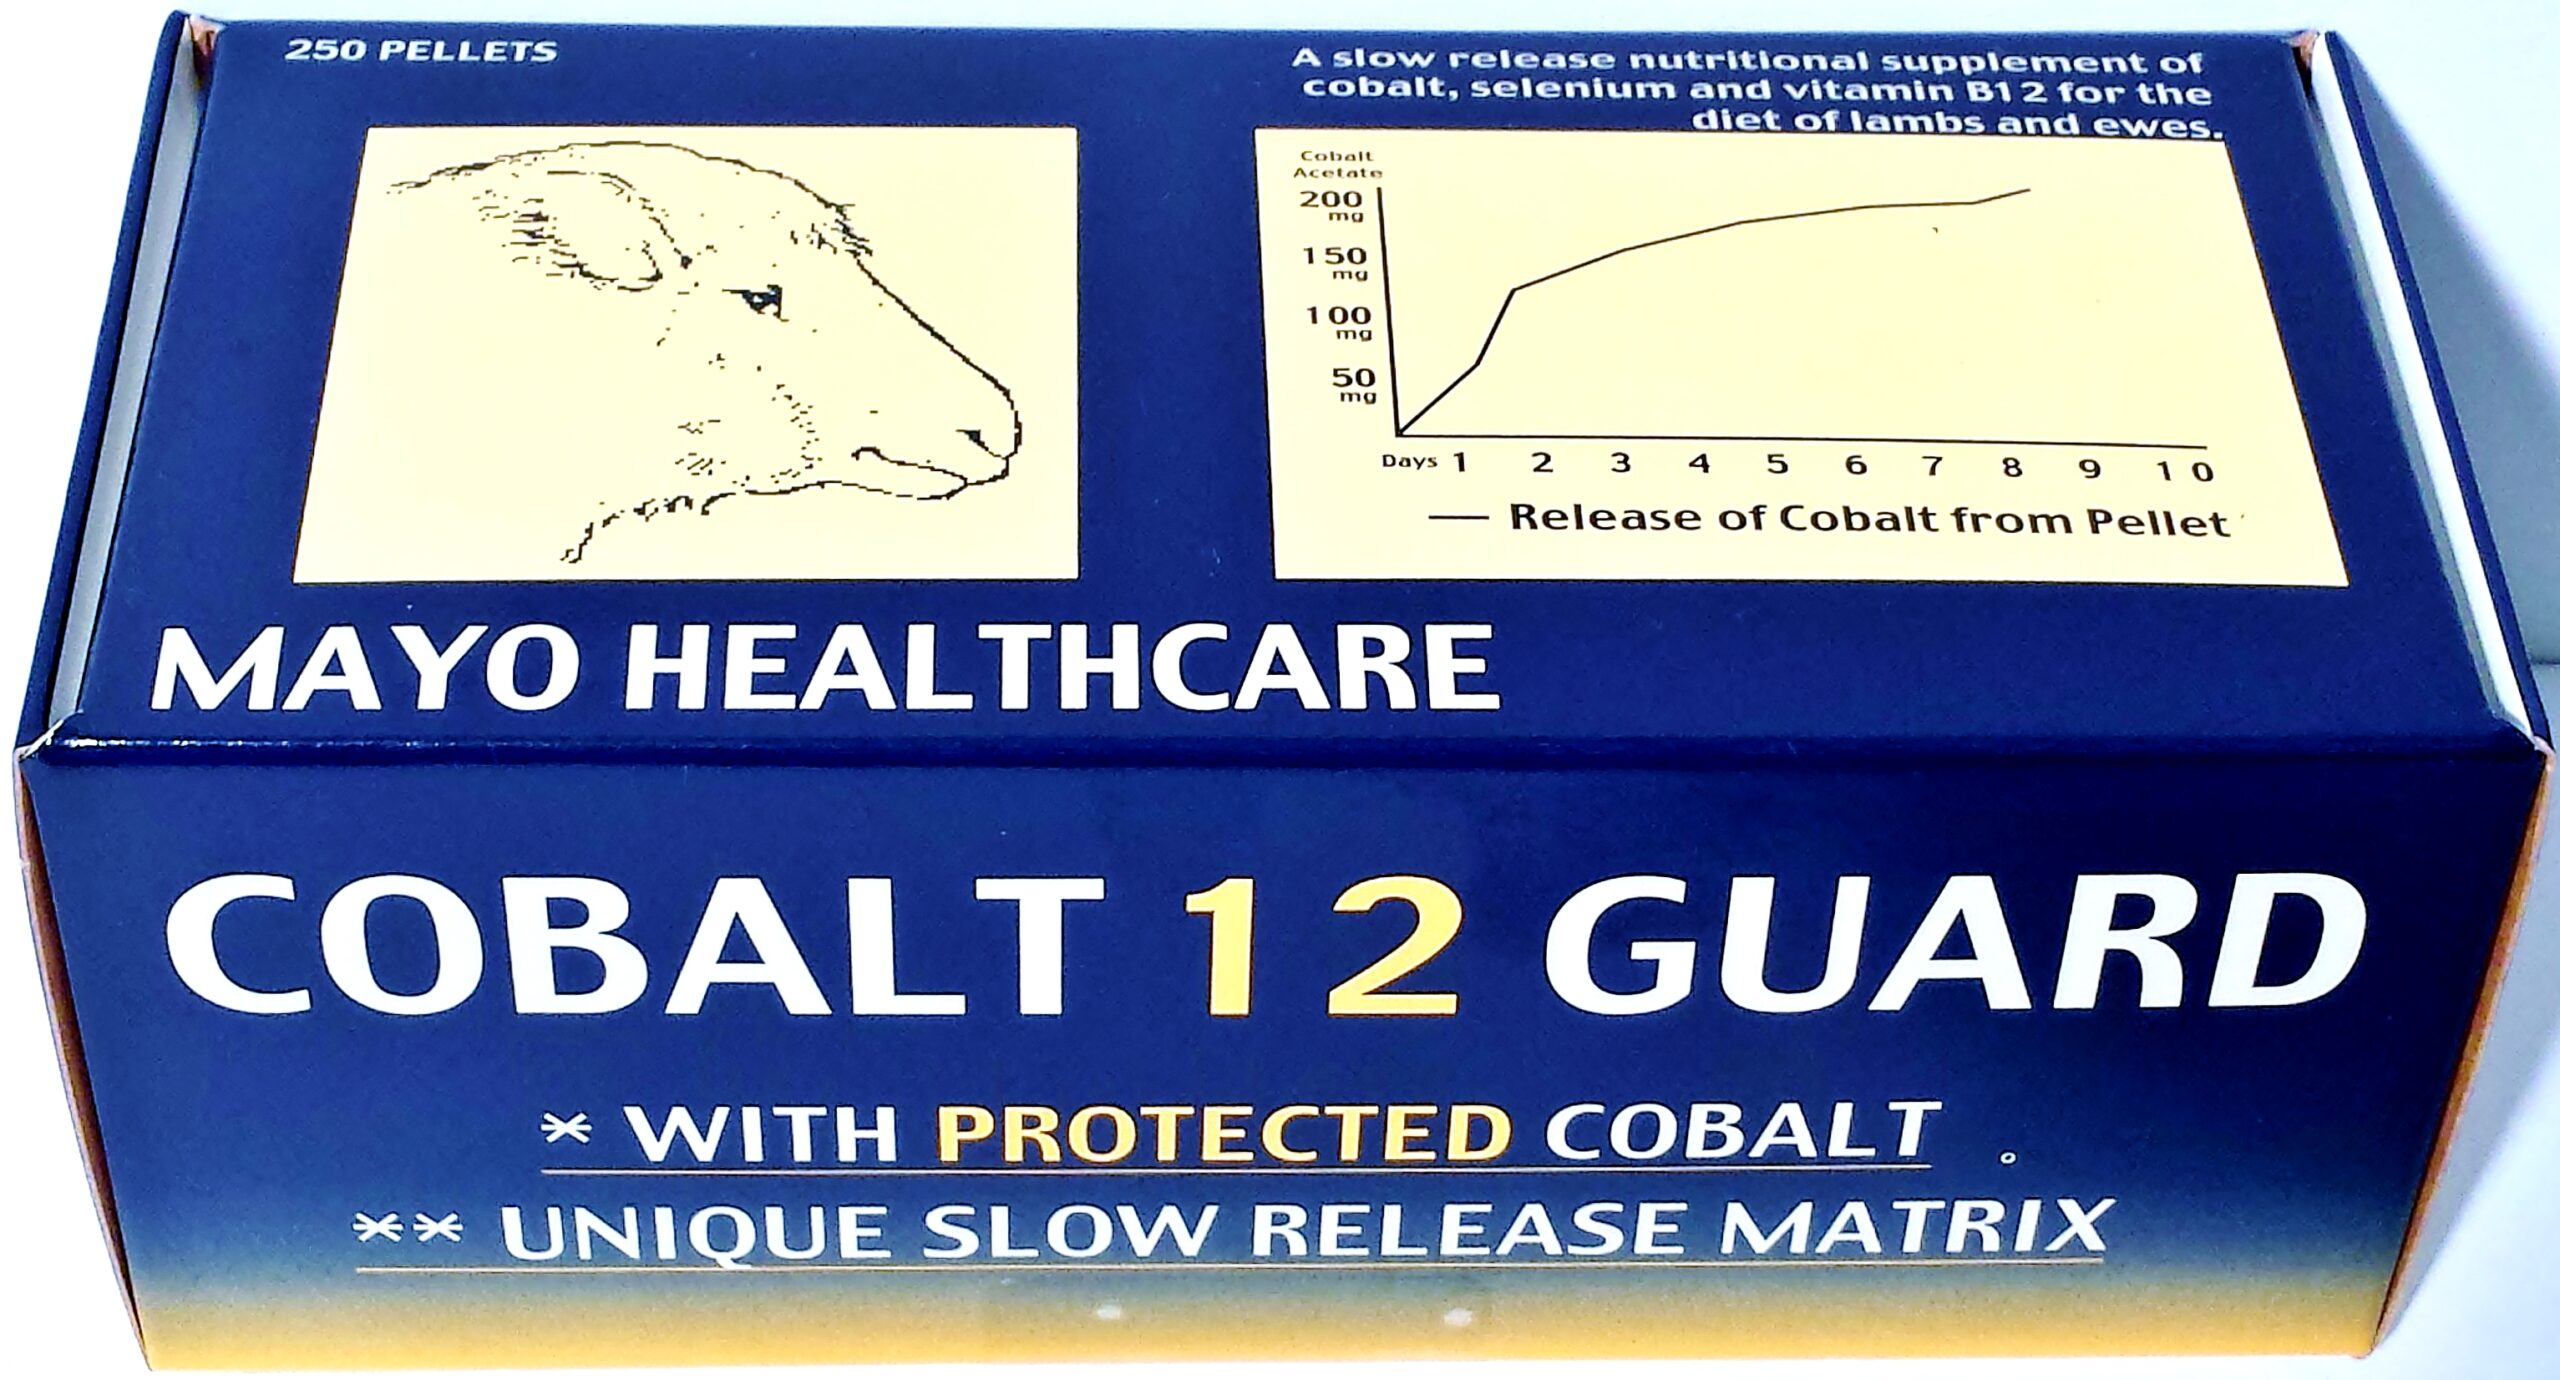 250 PELLETS
A slow release nutritional supplement of
cobalt, selenium and vitamin B12 for the
diet of lambs and ewes.
Cobalt
Acetate
200
mg
150
mg
100
mg
50
mg
Days 1 2 3 4 5 6 7 8 9 10
— Release of Cobalt from Pellet
MAYO HEALTHCARE
COBALT 12 GUARD
* WITH PROTECTED COBALT .
** UNIQUE SLOW RELEASE MATRIX